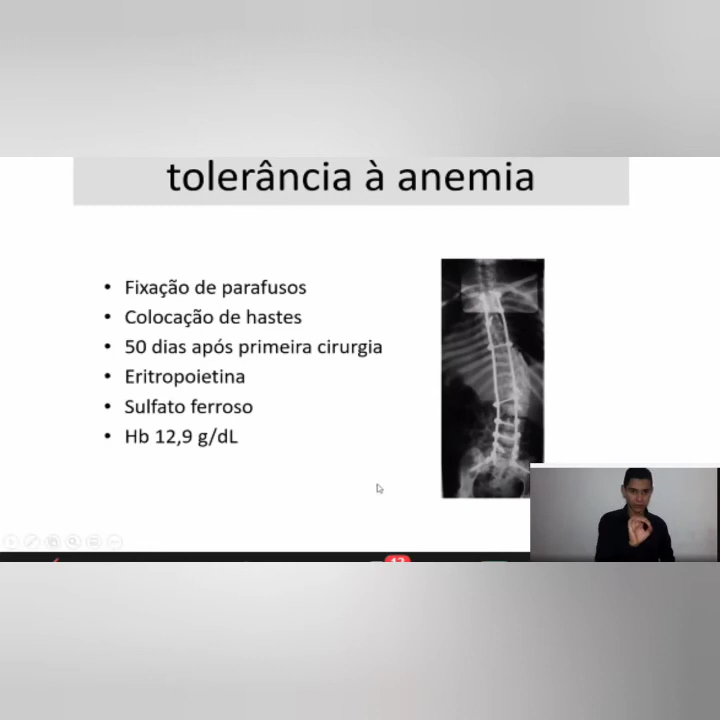 tolerância à anemia
• Fixação de parafusos
• Colocação de hastes
• 50 dias após primeira cirurgia
• Eritropoietina
• Sulfato ferroso
• Hb 12,9 g/dL